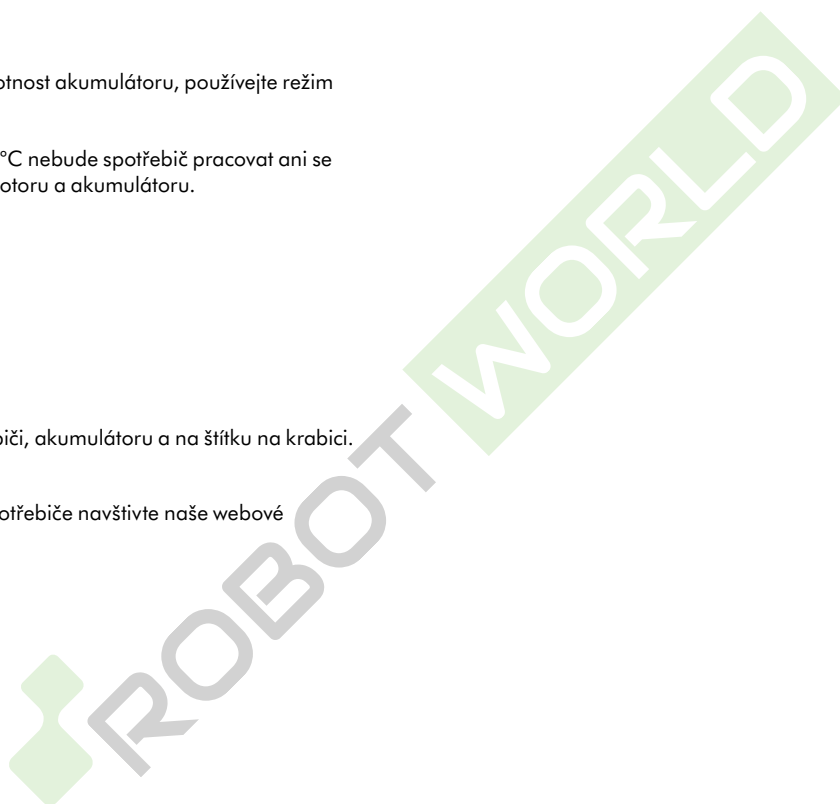 otnost akumulátoru, používejte režim
°C nebude spotřebič pracovat ani se
otoru a akumulátoru.
biči, akumulátoru a na štítku na krabici.
otřebiče navštivte naše webové
ROBOT WORLD